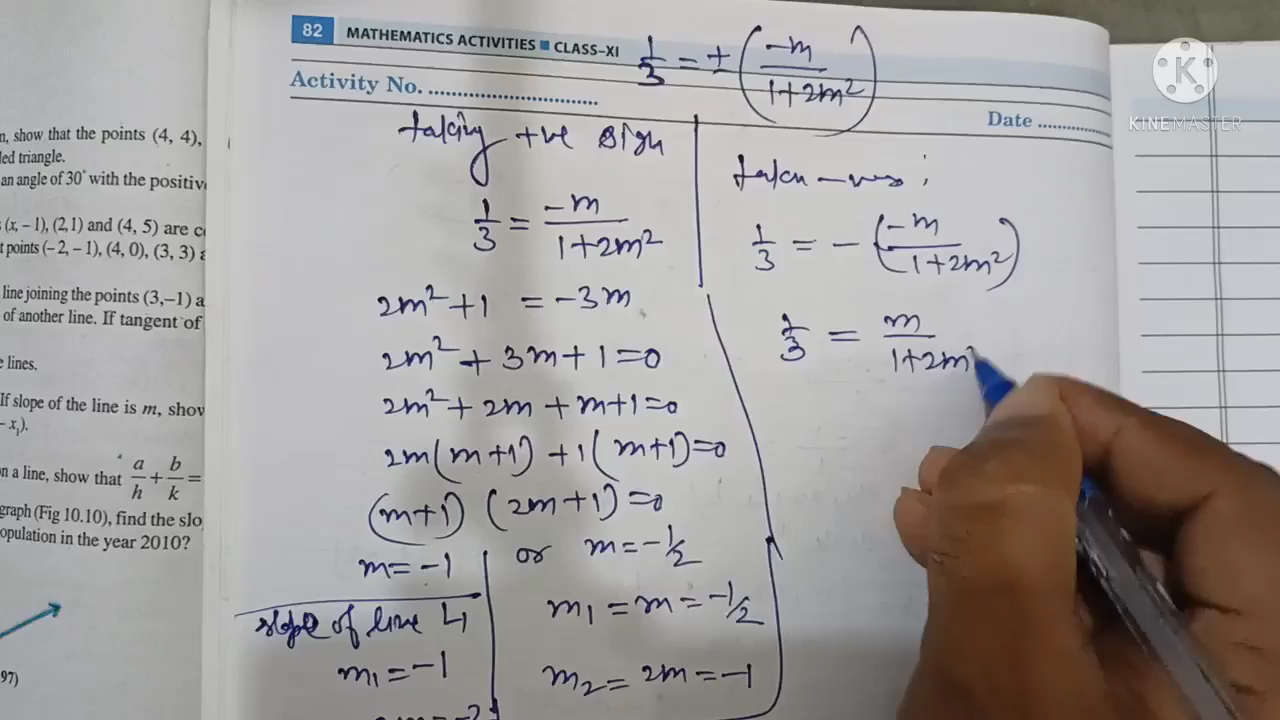 82 MATHEMATICS ACTIVITIES ■ CLASS-XI
1/3 = ± (-m/(1+2m²))
Activity No. ..............................
Date ..............
KINEMASTER
n, show that the points (4, 4),
led triangle.
an angle of 30° with the positive
(x, – 1), (2,1) and (4, 5) are c
t points (–2, –1), (4, 0), (3, 3)
line joining the points (3,–1) a
of another line. If tangent of
e lines.
If slope of the line is m, show
– x₁).
n a line, show that a/h + b/k =
graph (Fig 10.10), find the slo
opulation in the year 2010?
97)
taking +ve sign
1/3 = -m/(1+2m²)
2m² + 1 = -3m
2m² + 3m + 1 = 0
2m² + 2m + m + 1 = 0
2m(m+1) + 1(m+1) = 0
(m+1) (2m+1) = 0
m = -1 or m = -1/2
slope of line L1
m₁ = -1
m₁ = m = -1/2
m₂ = 2m = -1
1/3 = - (-m/(1+2m²))
1/3 = m/(1+2m²)